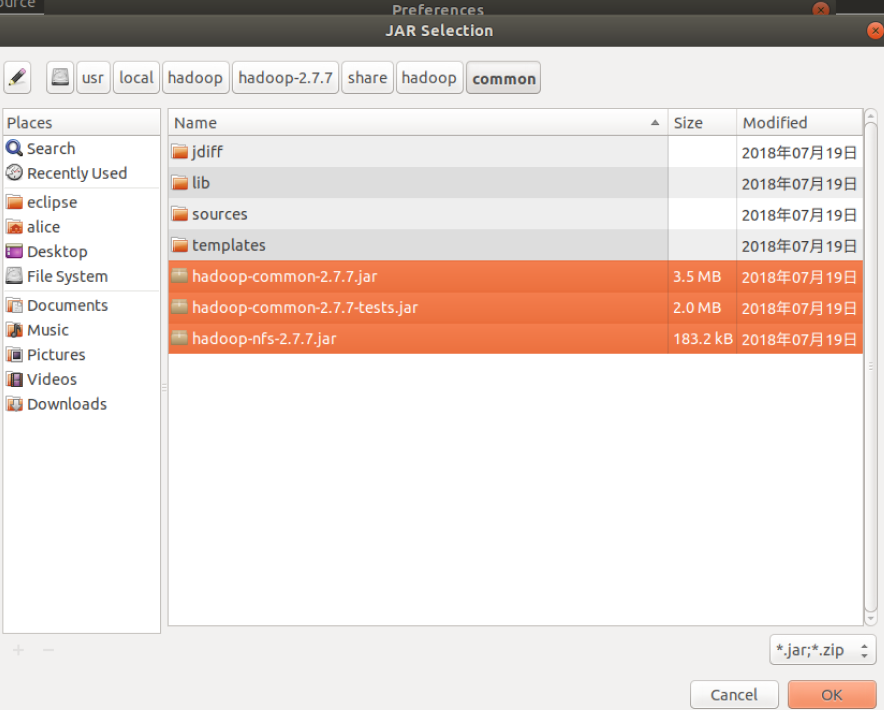 Preferences
JAR Selection
usr local hadoop hadoop-2.7.7 share hadoop common
Places
Search
Recently Used
eclipse
alice
Desktop
File System
Documents
Music
Pictures
Videos
Downloads
Name Size Modified
jdiff 2018年07月19日
lib 2018年07月19日
sources 2018年07月19日
templates 2018年07月19日
hadoop-common-2.7.7.jar 3.5 MB 2018年07月19日
hadoop-common-2.7.7-tests.jar 2.0 MB 2018年07月19日
hadoop-nfs-2.7.7.jar 183.2 kB 2018年07月19日
*.jar;*.zip
Cancel OK